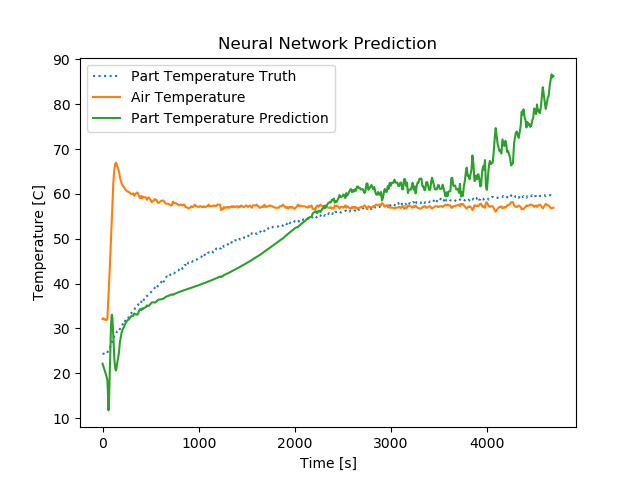 Neural Network Prediction
Part Temperature Truth
Air Temperature
Part Temperature Prediction
Temperature [C]
90
80
70
60
50
40
30
20
10
0
1000
2000
3000
4000
Time [s]